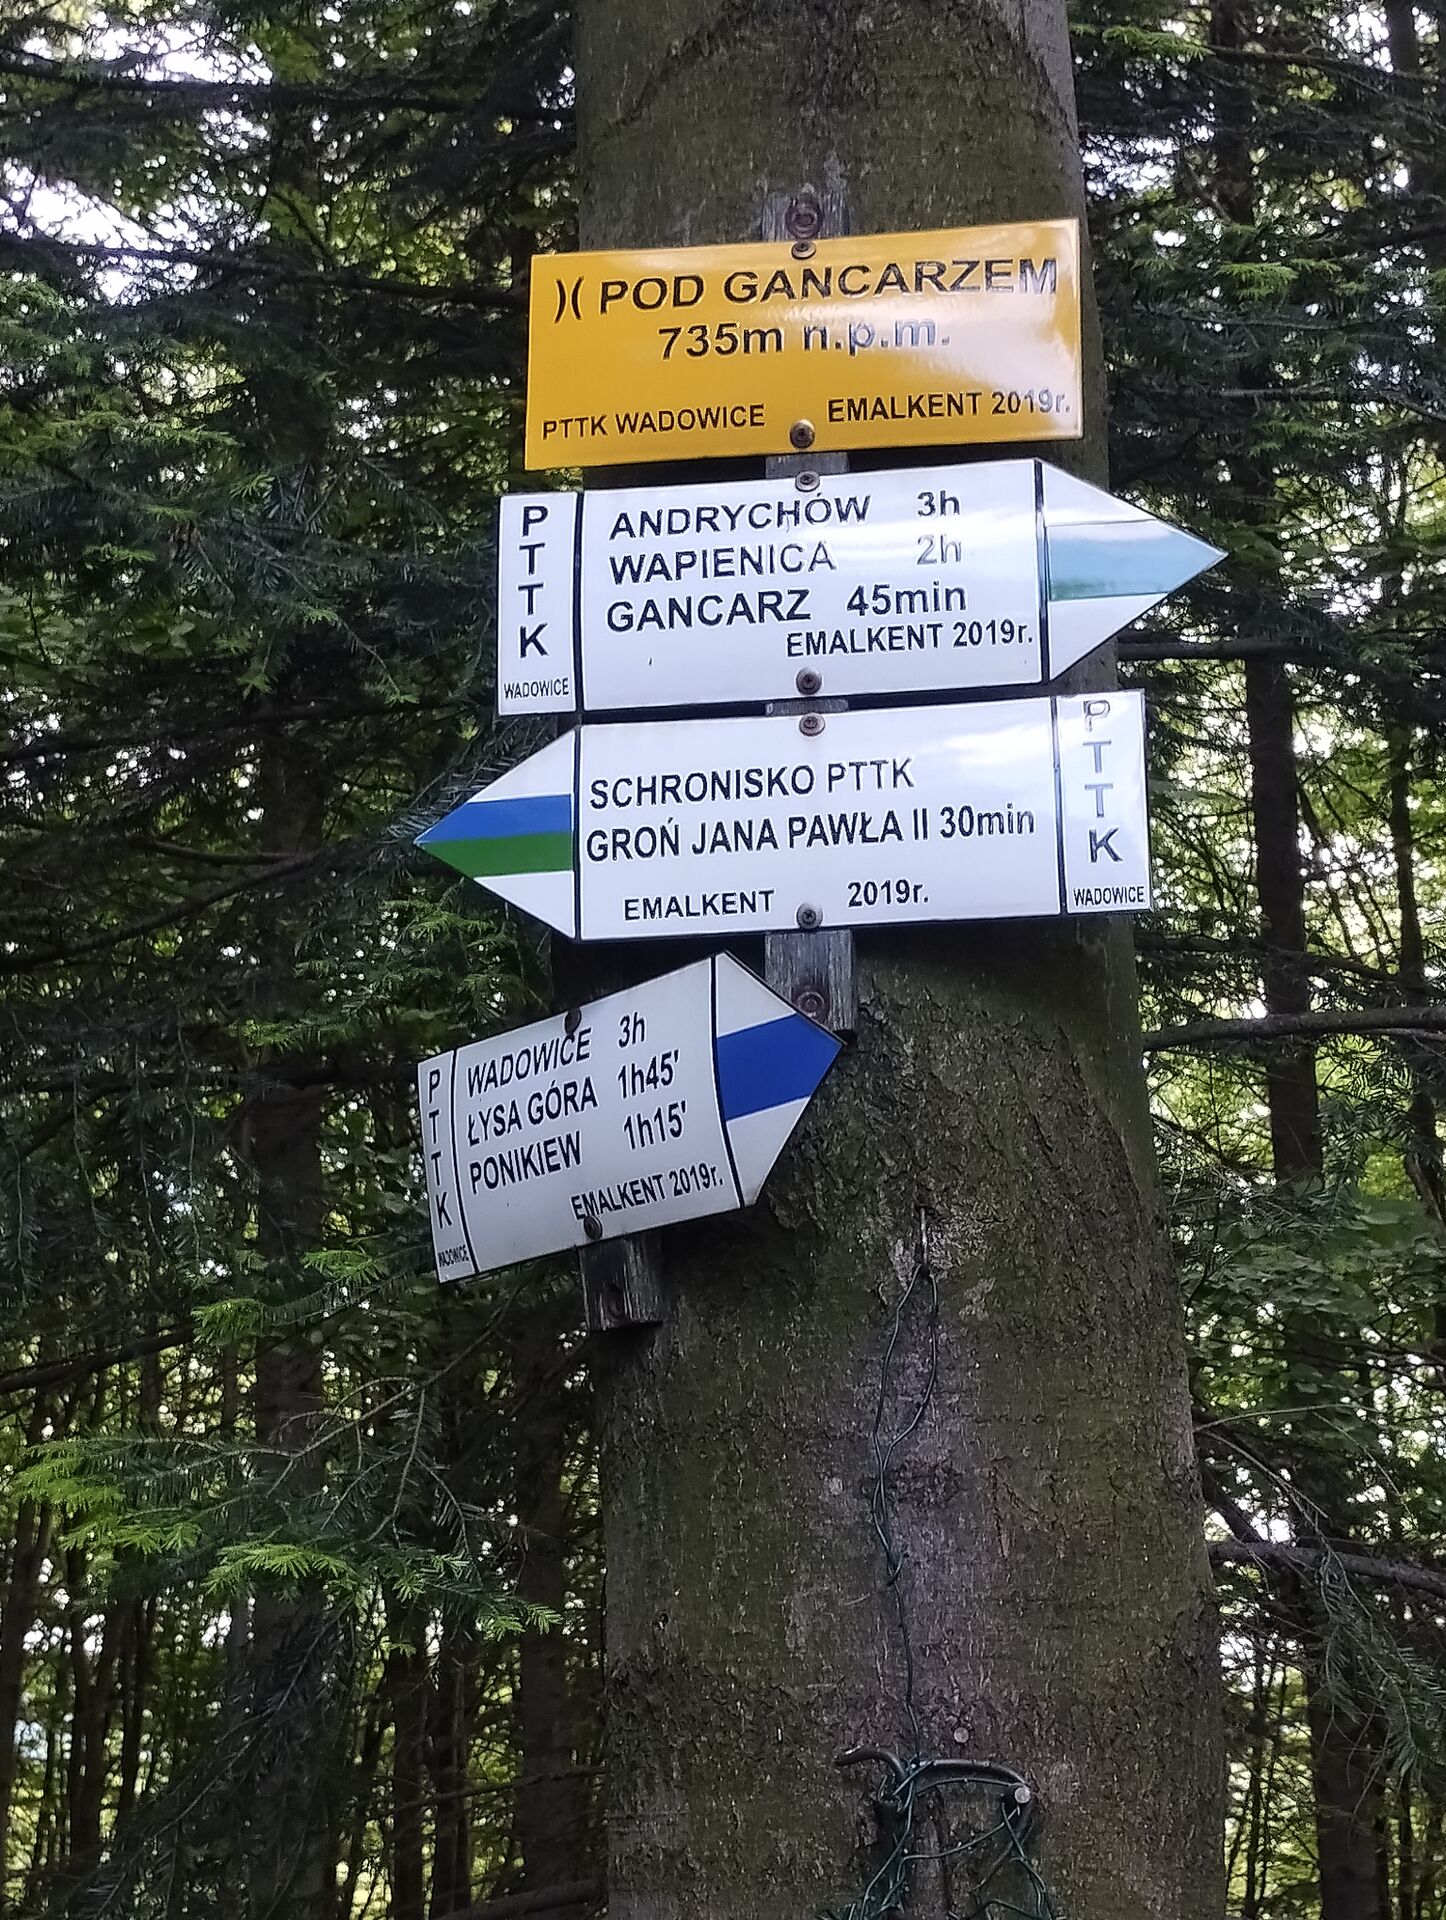 )( POD GANCARZEM
735m n.p.m.
PTTK WADOWICE EMALKENT 2019r.
PTTK
WADOWICE
ANDRYCHÓW 3h
WAPIENICA 2h
GANCARZ 45min
EMALKENT 2019r.
SCHRONISKO PTTK
GROŃ JANA PAWŁA II 30min
EMALKENT 2019r.
PTTK
WADOWICE
PTTK
WADOWICE
WADOWICE 3h
ŁYSA GÓRA 1h45'
PONIKIEW 1h15'
EMALKENT 2019r.